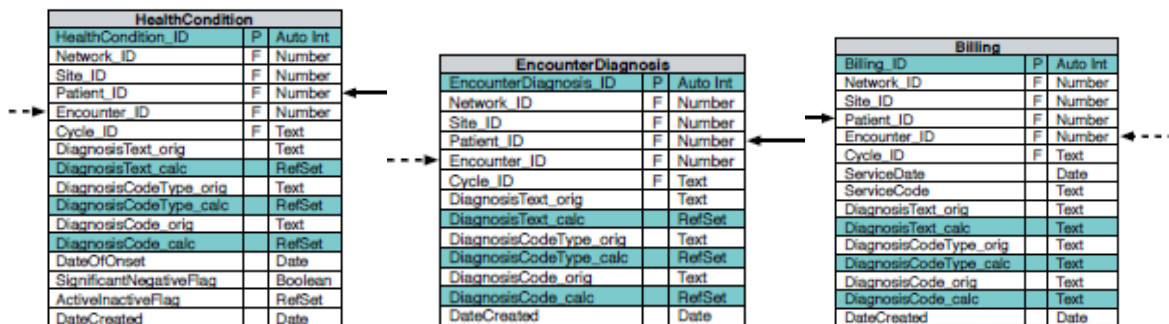 HealthCondition
HealthCondition_ID P Auto Int
Network_ID F Number
Site_ID F Number
Patient_ID F Number
Encounter_ID F Number
Cycle_ID F Text
DiagnosisText_orig Text
DiagnosisText_calc RefSet
DiagnosisCodeType_orig Text
DiagnosisCodeType_calc RefSet
DiagnosisCode_orig Text
DiagnosisCode_calc RefSet
DateOfOnset Date
SignificantNegativeFlag Boolean
ActiveInactiveFlag RefSet
DateCreated Date
EncounterDiagnosis
EncounterDiagnosis_ID P Auto Int
Network_ID F Number
Site_ID F Number
Patient_ID F Number
Encounter_ID F Number
Cycle_ID F Text
DiagnosisText_orig Text
DiagnosisText_calc RefSet
DiagnosisCodeType_orig Text
DiagnosisCodeType_calc RefSet
DiagnosisCode_orig Text
DiagnosisCode_calc RefSet
DateCreated Date
Billing
Billing_ID P Auto Int
Network_ID F Number
Site_ID F Number
Patient_ID F Number
Encounter_ID F Number
Cycle_ID F Text
ServiceDate Date
ServiceCode Text
DiagnosisText_orig Text
DiagnosisText_calc Text
DiagnosisCodeType_orig Text
DiagnosisCodeType_calc Text
DiagnosisCode_orig Text
DiagnosisCode_calc Text
DateCreated Date